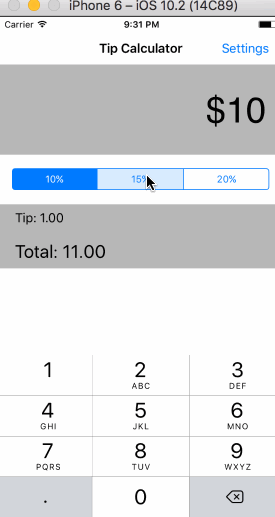 iPhone 6 – iOS 10.2 (14C89)
Carrier 9:31 PM
Tip Calculator Settings
$10
10% 15% 20%
Tip: 1.00
Total: 11.00
1 2 3
ABC DEF
4 5 6
GHI JKL MNO
7 8 9
PQRS TUV WXYZ
. 0